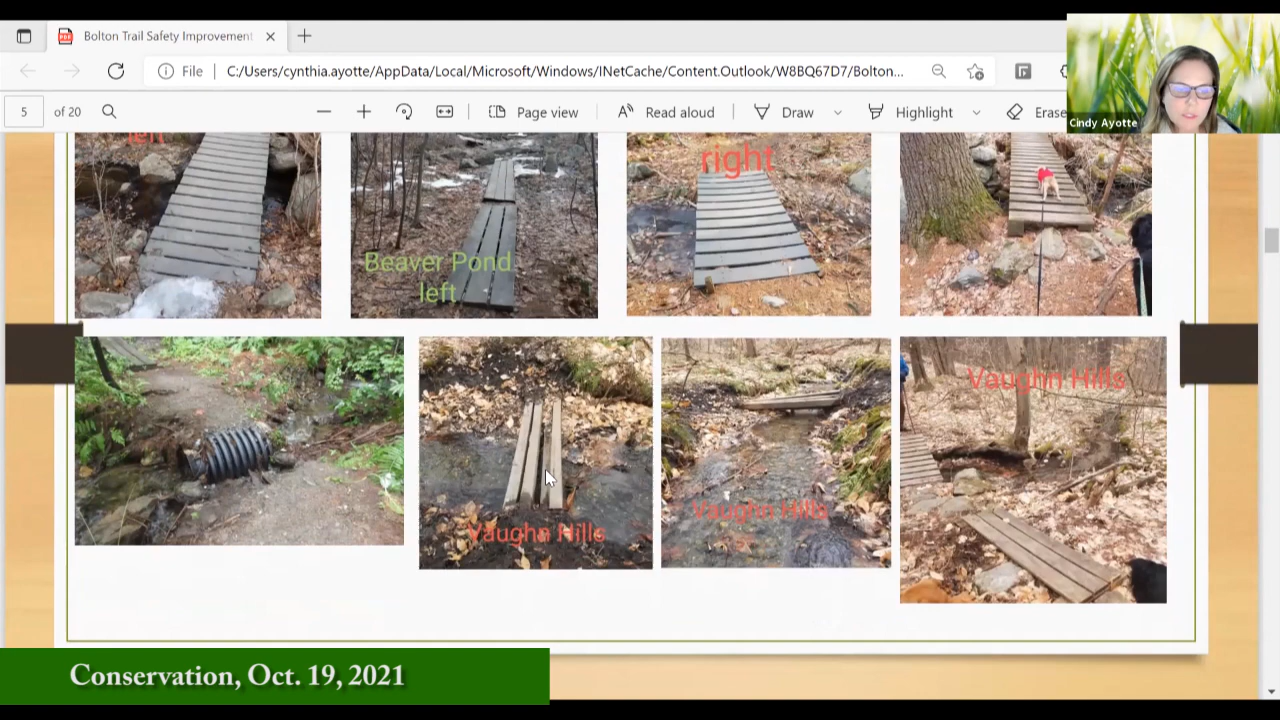 Bolton Trail Safety Improvement
File
C:/Users/cynthia.ayotte/AppData/Local/Microsoft/Windows/INetCache/Content.Outlook/W8BQ67D7/Bolton...
5 of 20
Page view
Read aloud
Draw
Highlight
Erase
Cindy Ayotte
left
Beaver Pond
left
right
Vaughn Hills
Vaughn Hills
Vaughn Hills
Conservation, Oct. 19, 2021